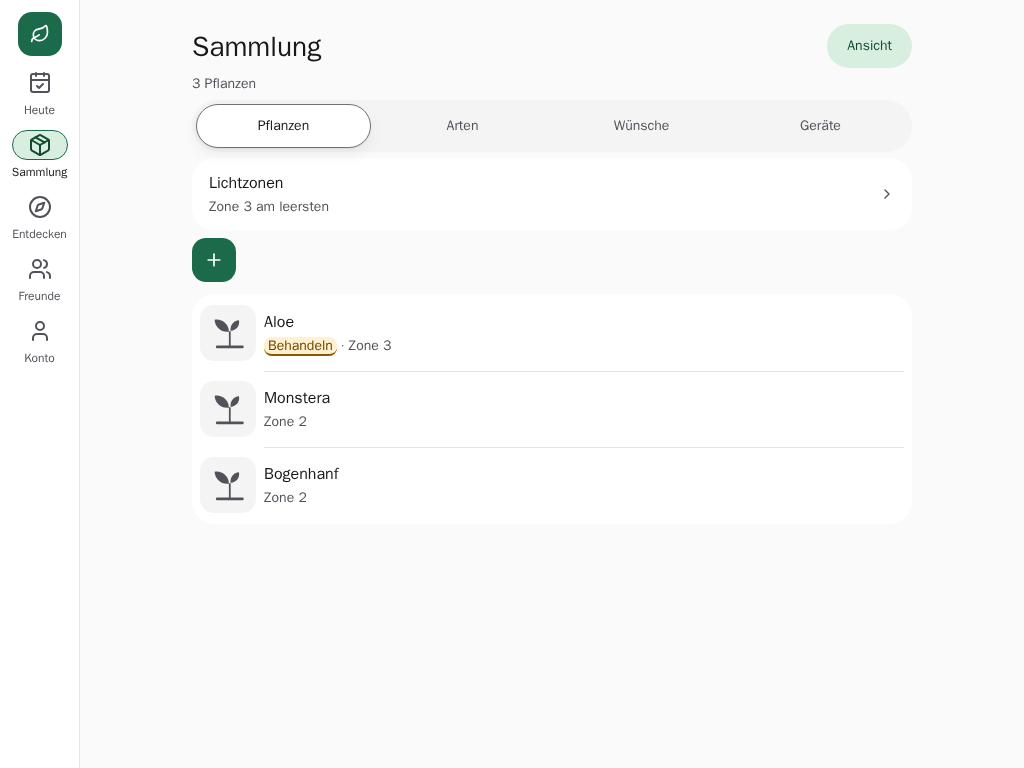 Heute
Sammlung
Entdecken
Freunde
Konto
Sammlung
Ansicht
3 Pflanzen
Pflanzen
Arten
Wünsche
Geräte
Lichtzonen
Zone 3 am leersten
Aloe
Behandeln · Zone 3
Monstera
Zone 2
Bogenhanf
Zone 2